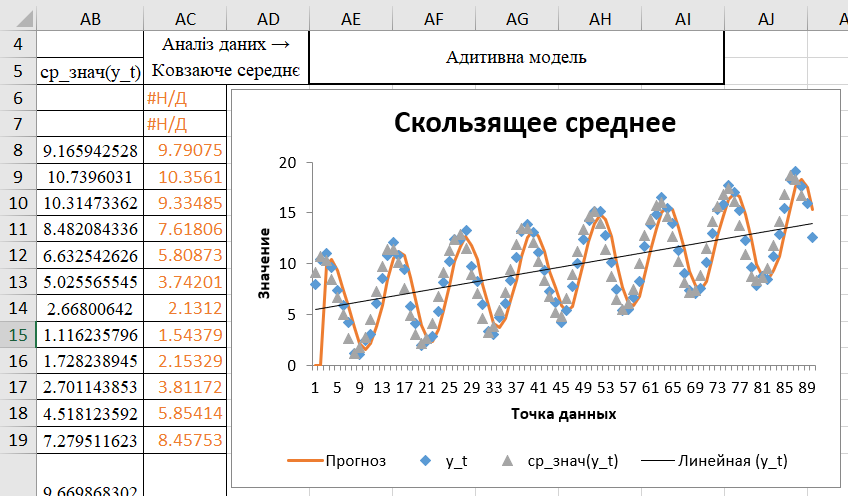 AB AC AD AE AF AG AH AI AJ
4 Аналіз даних →
Адитивна модель
5 ср_знач(y_t) Ковзаюче середнє
6 #Н/Д
7 #Н/Д
8 9.165942528 9.79075
9 10.7396031 10.3561
10 10.31473362 9.33485
11 8.482084336 7.61806
12 6.632542626 5.80873
13 5.025565545 3.74201
14 2.66800642 2.1312
15 1.116235796 1.54379
16 1.728238945 2.15329
17 2.701143853 3.81172
18 4.518123592 5.85414
19 7.279511623 8.45753
9.669868302
Скользящее среднее
Значение
20
15
10
5
0
1 5 9 13 17 21 25 29 33 37 41 45 49 53 57 61 65 69 73 77 81 85 89
Точка данных
Прогноз y_t ср_знач(y_t) Линейная (y_t)